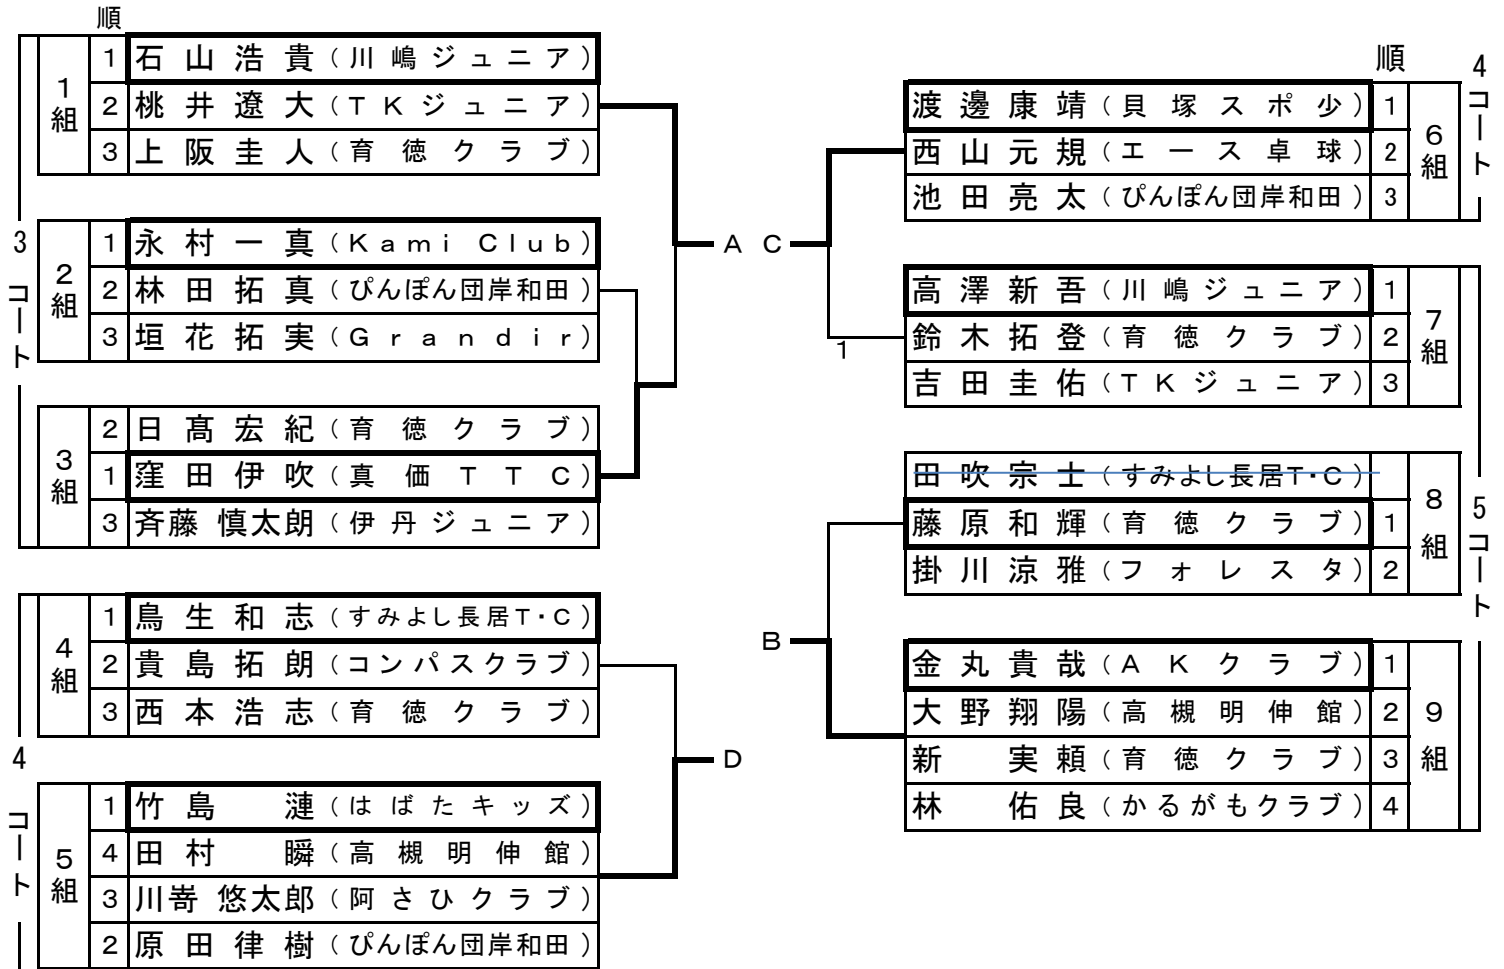 順
1組
1 石山浩貴（川嶋ジュニア）
2 桃井遼大（TKジュニア）
3 上阪圭人（育徳クラブ）
3コート
2組
1 永村一真（Kami Club）
2 林田拓真（ぴんぽん団岸和田）
3 垣花拓実（Grandir）
3組
2 日髙宏紀（育徳クラブ）
1 窪田伊吹（真価TTC）
3 斉藤慎太朗（伊丹ジュニア）
4組
1 鳥生和志（すみよし長居T・C）
2 貴島拓朗（コンパスクラブ）
3 西本浩志（育徳クラブ）
4コート
5組
1 竹島漣（はばたキッズ）
4 田村瞬（高槻明伸館）
3 川嵜悠太郎（阿さひクラブ）
2 原田律樹（ぴんぽん団岸和田）
A
D
C
B
順
4コート
渡邊康靖（貝塚スポ少） 1
西山元規（エース卓球） 2
池田亮太（ぴんぽん団岸和田） 3
6組
高澤新吾（川嶋ジュニア） 1
鈴木拓登（育徳クラブ） 2
1
吉田圭佑（TKジュニア） 3
7組
田吹宗士（すみよし長居T・C）
藤原和輝（育徳クラブ） 1
掛川涼雅（フォレスタ） 2
8組
5コート
金丸貴哉（AKクラブ） 1
大野翔陽（高槻明伸館） 2
新実頼（育徳クラブ） 3
林佑良（かるがもクラブ） 4
9組